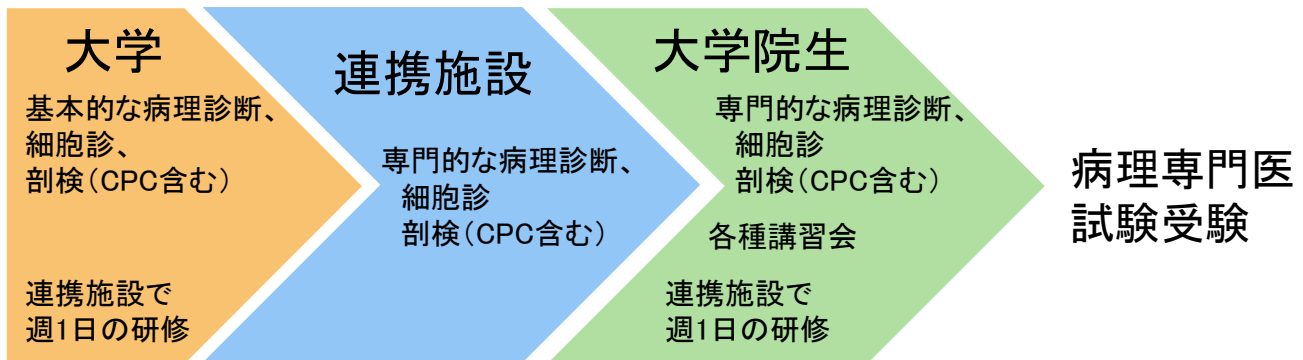 大学
基本的な病理診断、
細胞診、
剖検(CPC含む)
連携施設で
週1日の研修
連携施設
専門的な病理診断、
細胞診
剖検(CPC含む)
大学院生
専門的な病理診断、
細胞診
剖検(CPC含む)
各種講習会
連携施設で
週1日の研修
病理専門医
試験受験